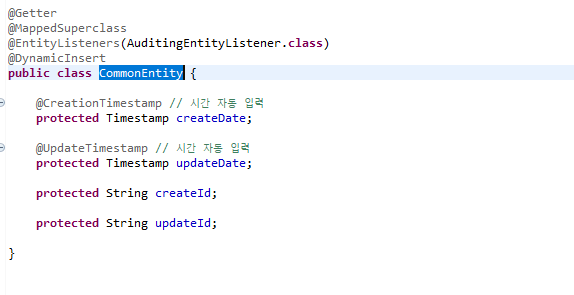 @Getter
@MappedSuperclass
@EntityListeners(AuditingEntityListener.class)
@DynamicInsert
public class CommonEntity {
@CreationTimestamp // 시간 자동 입력
protected Timestamp createDate;
@UpdateTimestamp // 시간 자동 입력
protected Timestamp updateDate;
protected String createId;
protected String updateId;
}